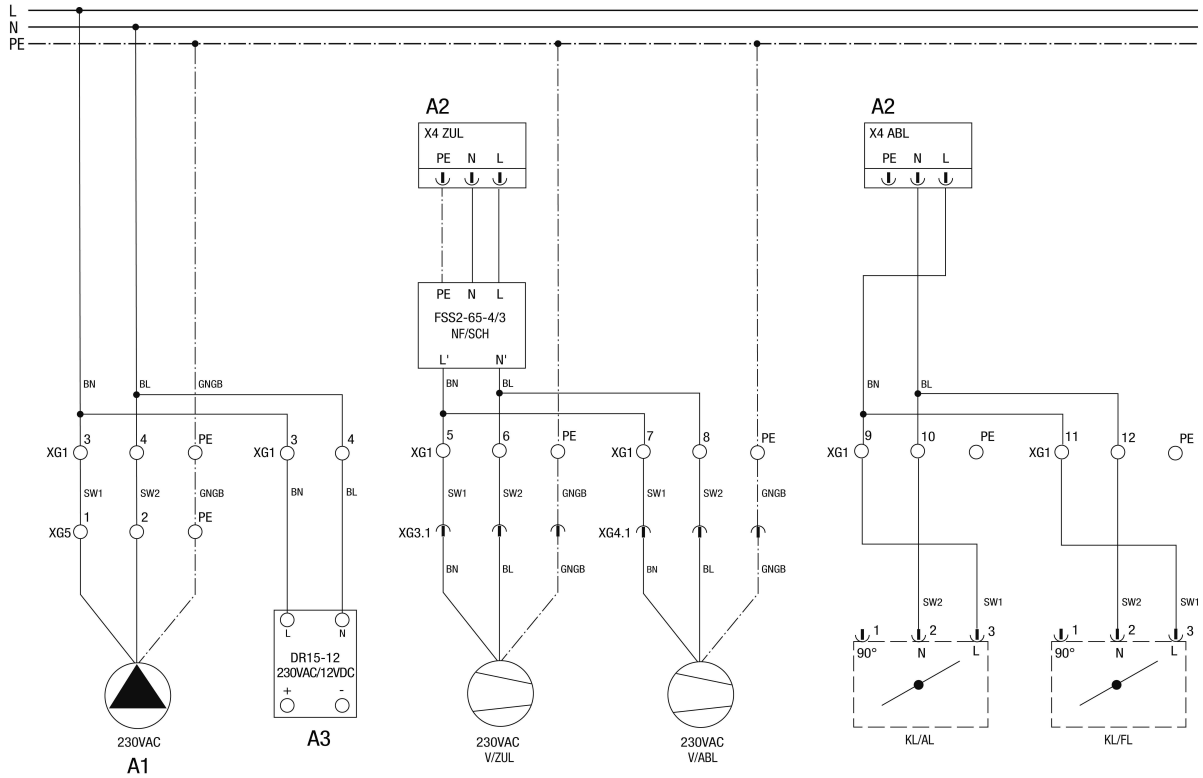 L
N
PE
A2
A2
X4 ZUL
X4 ABL
PE N L
PE N L
PE N L
FSS2-65-4/3
NF/SCH
L' N'
BN BL GNGB BN BL BN BL
3 4 PE 3 4 5 6 PE 7 8 PE 9 10 PE 11 12 PE
XG1 XG1 XG1 XG1 XG1 XG1
SW1 SW2 GNGB BN BL SW1 SW2 GNGB SW1 SW2 GNGB
1 2 PE
XG5 XG3.1 XG4.1
BN BL GNGB BN BL GNGB
SW2 SW1 SW2 SW1
L N
1 2 3 1 2 3
90° N L 90° N L
DR15-12
230VAC/12VDC
+ -
230VAC
A1
A3
230VAC
V/ZUL
230VAC
V/ABL
KL/AL
KL/FL